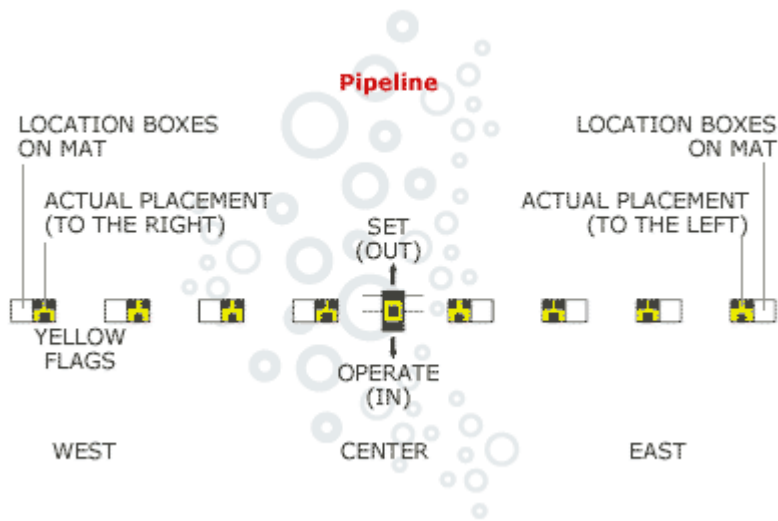 Pipeline
LOCATION BOXES
ON MAT
LOCATION BOXES
ON MAT
ACTUAL PLACEMENT
(TO THE RIGHT)
ACTUAL PLACEMENT
(TO THE LEFT)
SET
(OUT)
YELLOW
FLAGS
OPERATE
(IN)
WEST
CENTER
EAST